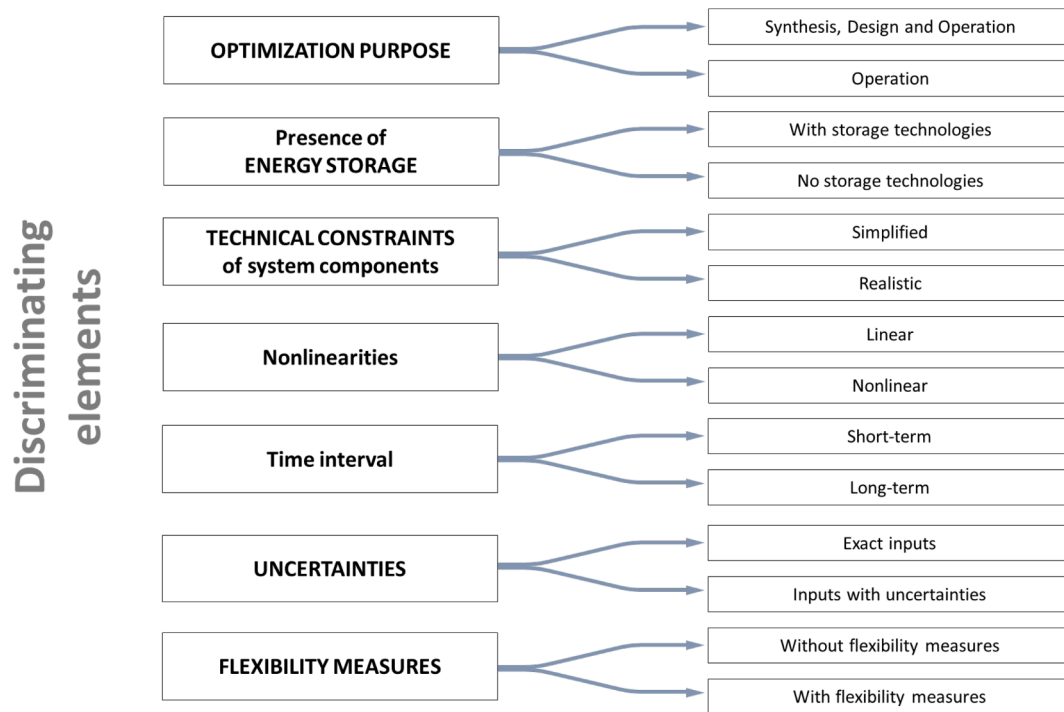 Discriminating
elements
OPTIMIZATION PURPOSE
Synthesis, Design and Operation
Operation
Presence of
ENERGY STORAGE
With storage technologies
No storage technologies
TECHNICAL CONSTRAINTS
of system components
Simplified
Realistic
Nonlinearities
Linear
Nonlinear
Time interval
Short-term
Long-term
UNCERTAINTIES
Exact inputs
Inputs with uncertainties
FLEXIBILITY MEASURES
Without flexibility measures
With flexibility measures